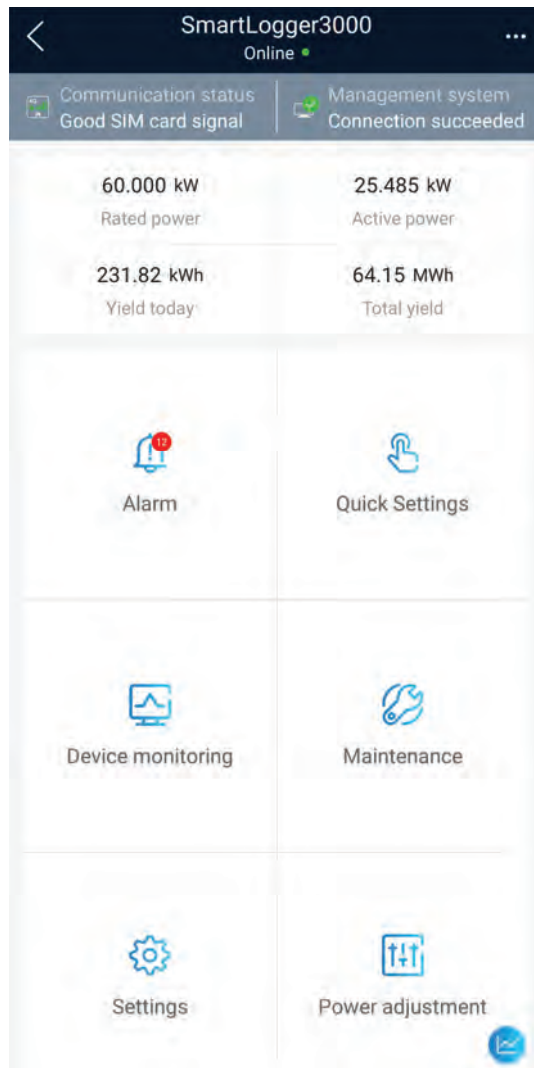 SmartLogger3000
Online
Communication status
Good SIM card signal
Management system
Connection succeeded
60.000 kW
Rated power
25.485 kW
Active power
231.82 kWh
Yield today
64.15 MWh
Total yield
12
Alarm
Quick Settings
Device monitoring
Maintenance
Settings
Power adjustment